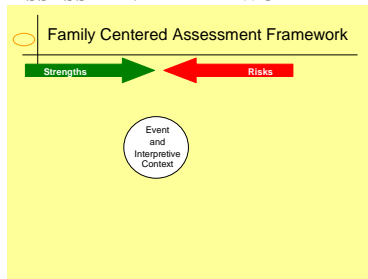 Family Centered Assessment Framework
Strengths
Risks
Event
and
Interpretive
Context